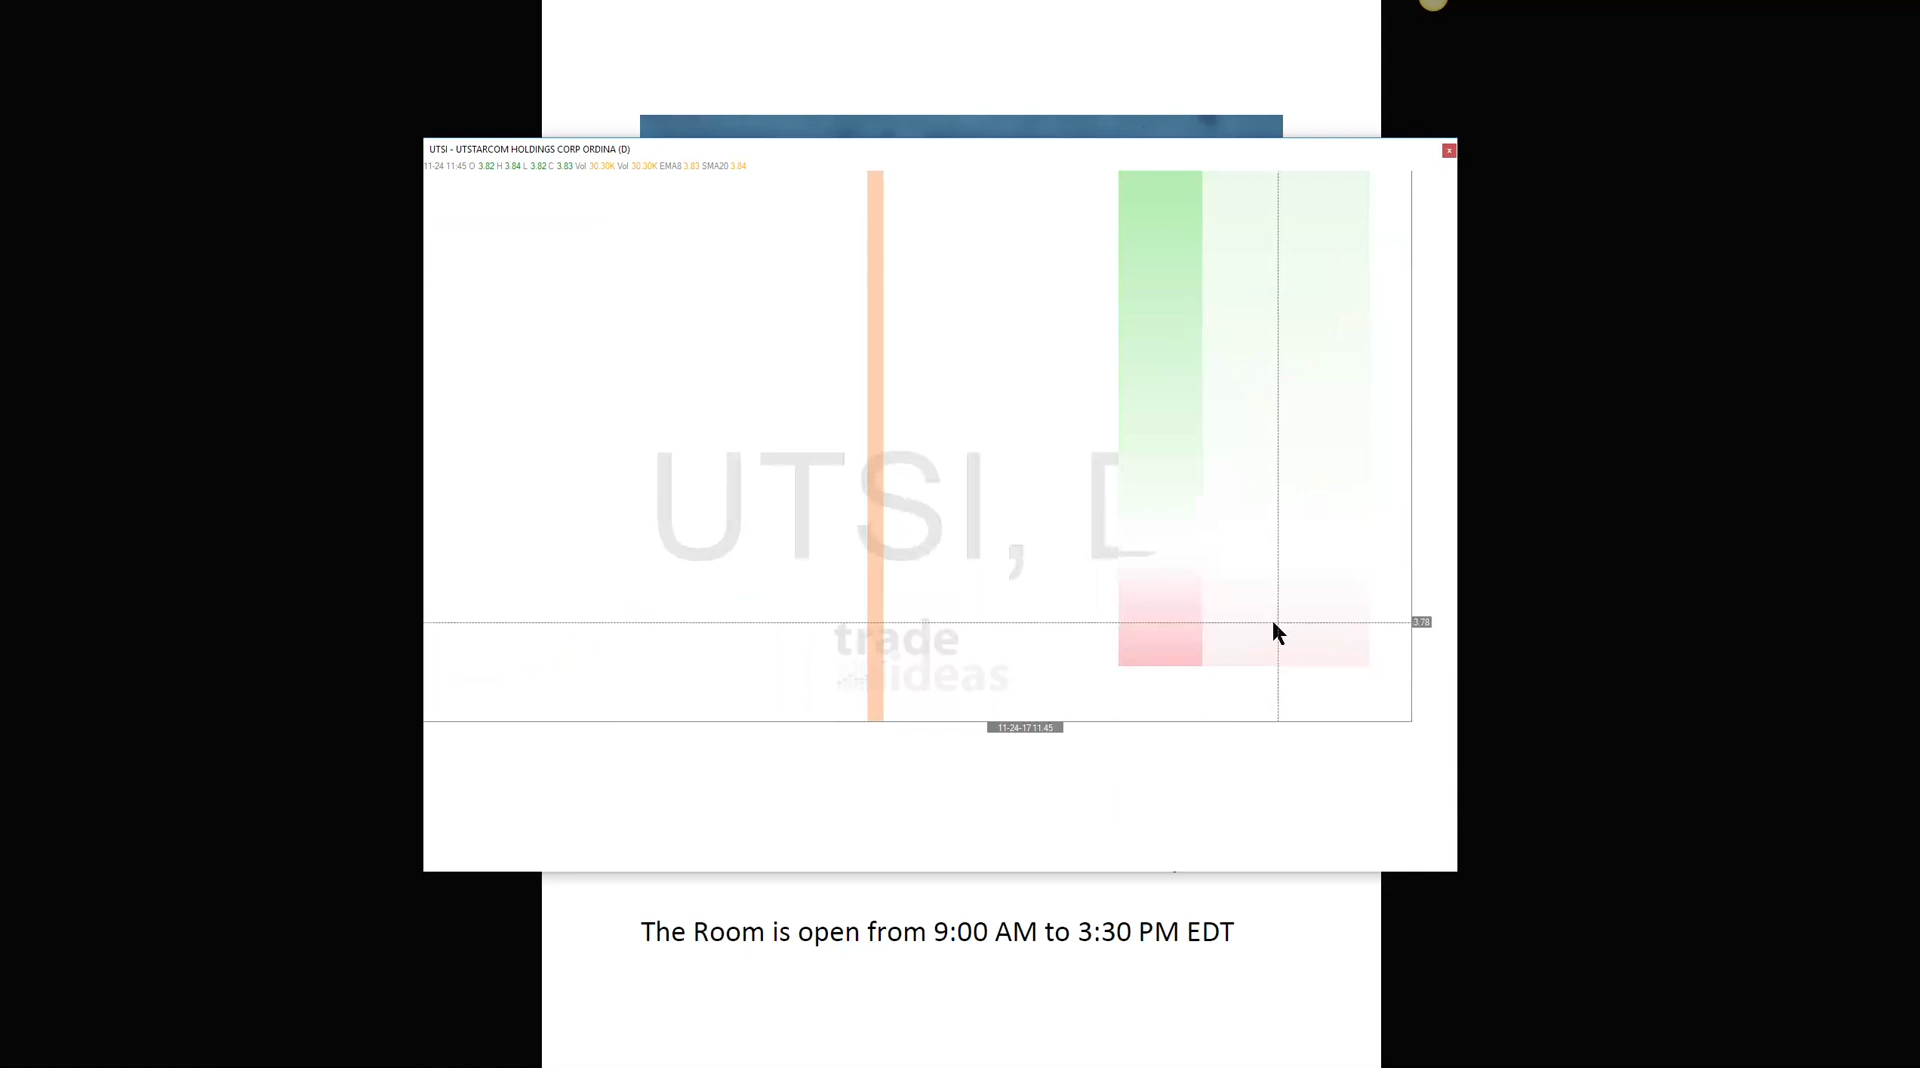 UTSI - UTSTARCOM HOLDINGS CORP ORDINA (D)
x
11-24 11:45 O 3.82 H 3.84 L 3.82 C 3.83 Vol 30.30K Vol 30.30K EMA8 3.83 SMA20 3.84
UTSI, D
3.78
trade
ideas
11-24-17 11:45
The Room is open from 9:00 AM to 3:30 PM EDT